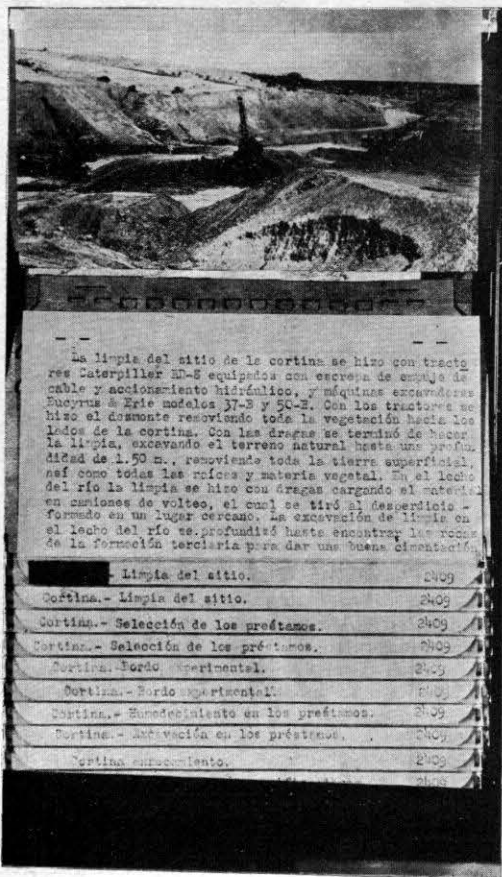 La limpia del sitio de la cortina se hizo con tracto
res Caterpiller RD-8 equipados con escrepa de empuje de
cable y accionamiento hidráulico, y máquinas excavadoras
Bucyrus & Erie modelos 37-B y 50-B. Con los tractores se
hizo el desmonte removiendo toda la vegetación hacia los
lados de la cortina. Con las dragas se terminó de hacer
la limpia, excavando el terreno natural hasta una profun
didad de 1.50 m., removiendo toda la tierra superficial,
así como todas las raíces y materia vegetal. En el lecho
del río la limpia se hizo con dragas cargando el material
en camiones de volteo, el cual se tiró al desperdicio -
formado en un lugar cercano. La excavación de limpia en
el lecho del río se profundizó hasta encontrar las rocas
de la formación terciaria para dar una buena cimentación
- Limpia del sitio. 2409
Cortina.- Limpia del sitio. 2409
Cortina.- Selección de los préstamos. 2409
Cortina.- Selección de los préstamos. 2409
Cortina.- Bordo experimental. 2409
Cortina.- Bordo experimental. 2409
Cortina.- Humedecimiento en los préstamos. 2409
Cortina.- Excavación en los préstamos. 2409
Cortina enrocamiento. 2409
2409